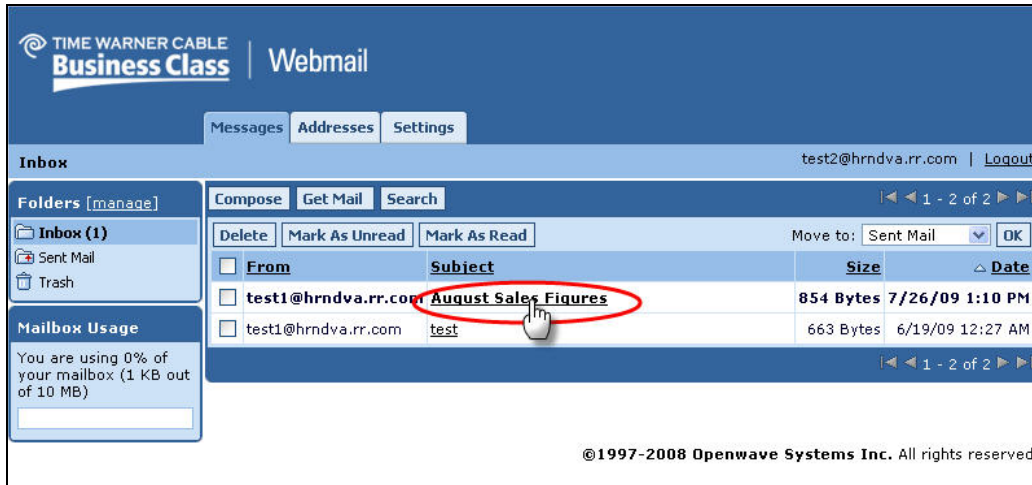 TIME WARNER CABLE
Business Class | Webmail
Messages Addresses Settings
Inbox test2@hrndva.rr.com | Logout
Folders [manage]
Inbox (1)
Sent Mail
Trash
Mailbox Usage
You are using 0% of
your mailbox (1 KB out
of 10 MB)
Compose Get Mail Search 1 - 2 of 2
Delete Mark As Unread Mark As Read Move to: Sent Mail OK
From Subject Size Date
test1@hrndva.rr.com August Sales Figures 854 Bytes 7/26/09 1:10 PM
test1@hrndva.rr.com test 663 Bytes 6/19/09 12:27 AM
1 - 2 of 2
©1997-2008 Openwave Systems Inc. All rights reserved